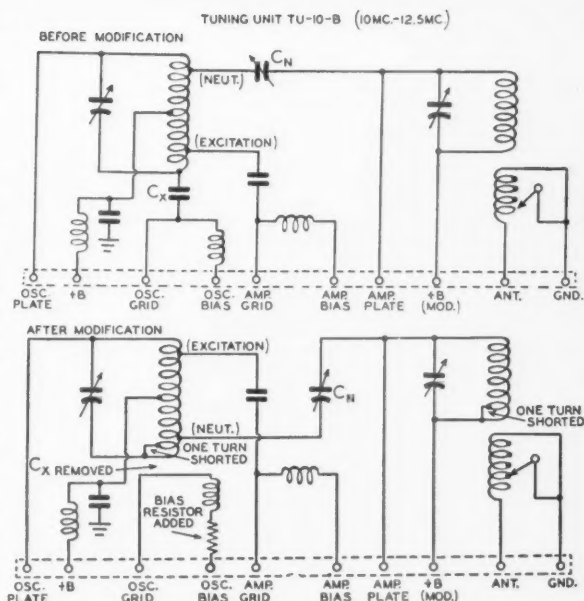 TUNING UNIT TU-10-B (10MC.-12.5MC.)
BEFORE MODIFICATION
(NEUT.)
CN
(EXCITATION)
CX
OSC. PLATE
+B
OSC. GRID
OSC. BIAS
AMP. GRID
AMP. BIAS
AMP. PLATE
+B (MOD.)
ANT.
GND.
AFTER MODIFICATION
(EXCITATION)
CN
(NEUT.)
ONE TURN SHORTED
ONE TURN SHORTED
CX REMOVED
BIAS RESISTOR ADDED
OSC. PLATE
+B
OSC. GRID
OSC. BIAS
AMP. GRID
AMP. BIAS
AMP. PLATE
+B (MOD.)
ANT.
GND.